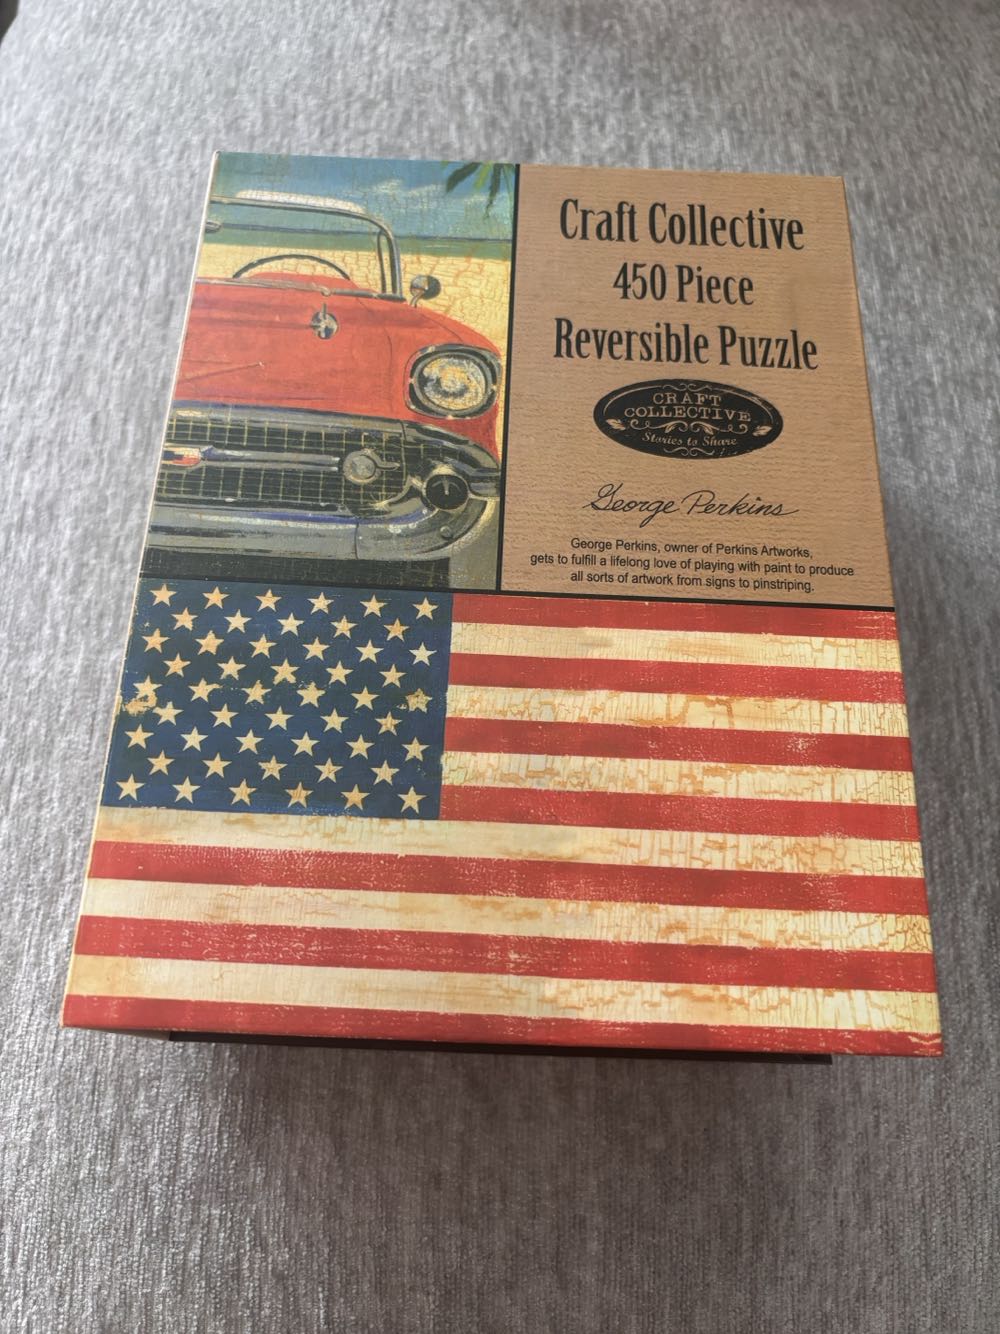 Craft Collective
450 Piece
Reversible Puzzle
CRAFT
COLLECTIVE
Stories to Share
George Perkins
George Perkins, owner of Perkins Artworks,
gets to fulfill a lifelong love of playing with paint to produce
all sorts of artwork from signs to pinstriping.